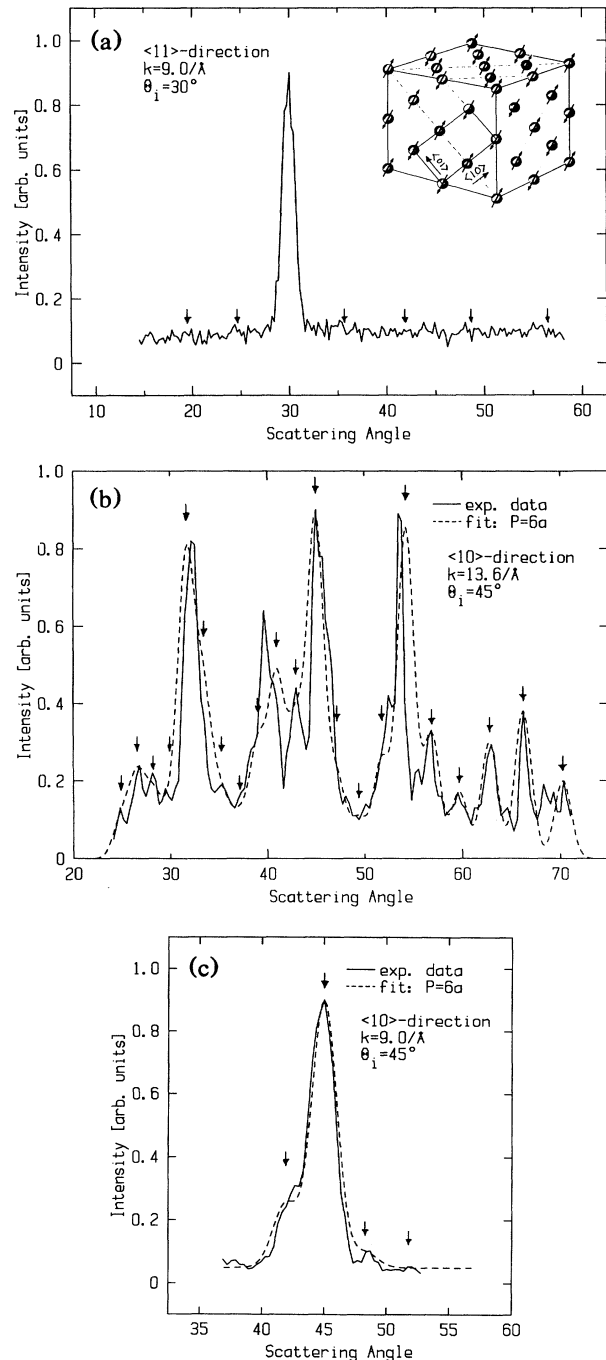 (a)
<11>-direction
k=9.0/Å
θi=30°
<01>
<10>
Intensity [arb. units]
1.0
0.8
0.6
0.4
0.2
0
10 20 30 40 50 60
Scattering Angle
(b)
exp. data
fit: P=6a
<10>-direction
k=13.6/Å
θi=45°
Intensity [arb. units]
1.0
0.8
0.6
0.4
0.2
0
20 30 40 50 60 70
Scattering Angle
(c)
exp. data
fit: P=6a
<10>-direction
k=9.0/Å
θi=45°
Intensity [arb. units]
1.0
0.8
0.6
0.4
0.2
0
35 40 45 50 55 60
Scattering Angle